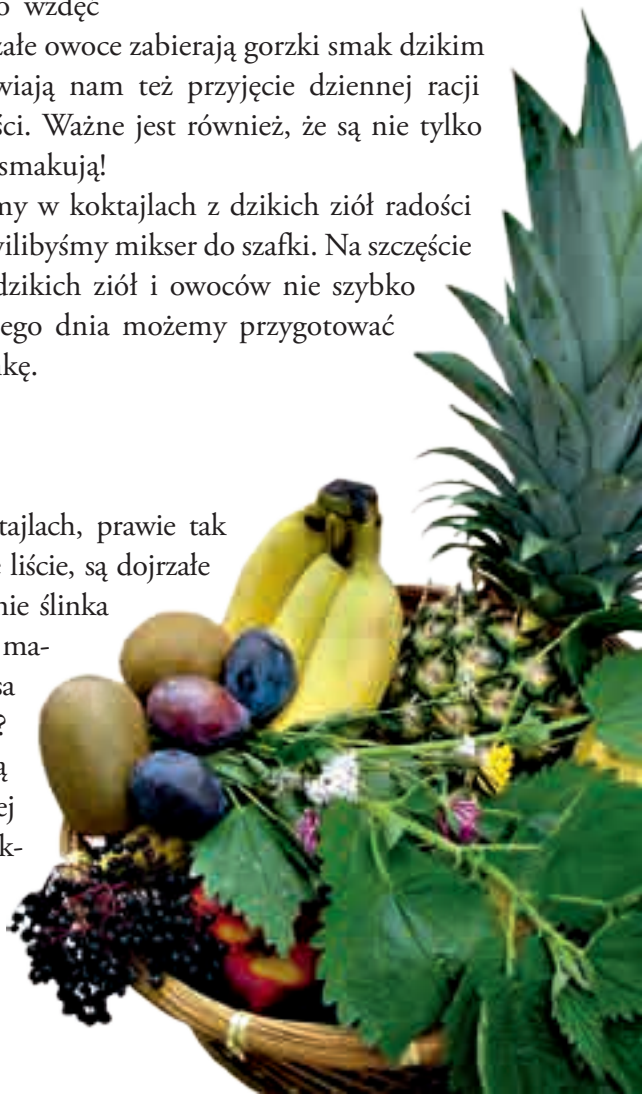 o wzdęć
załe owoce zabierają gorzki smak dzikim
wiają nam też przyjęcie dziennej racji
ści. Ważne jest również, że są nie tylko
smakują!
my w koktajlach z dzikich ziół radości
vilibyśmy mikser do szafki. Na szczęście
dzikich ziół i owoców nie szybko
ego dnia możemy przygotować
nkę.
tajlach, prawie tak
e liście, są dojrzałe
nie ślinka
ma-
sa
?
ą
ej
k-